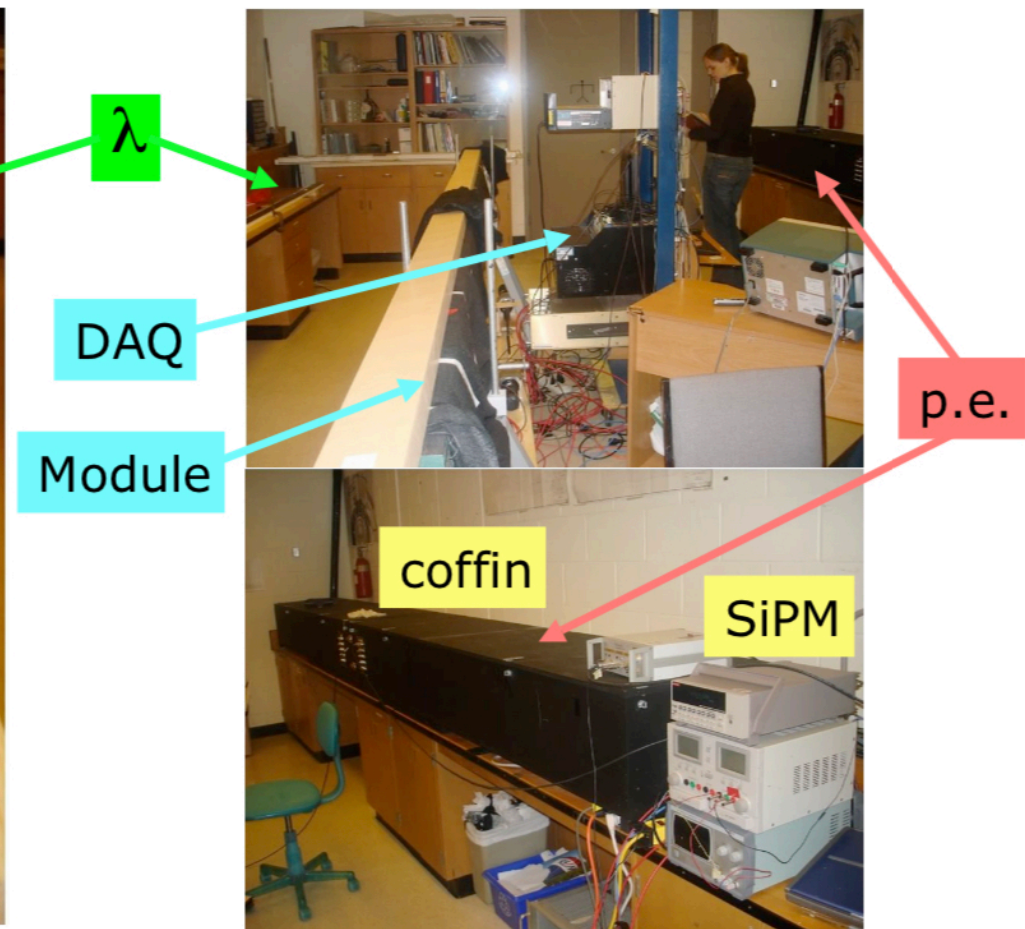 λ
DAQ
Module
p.e.
coffin
SiPM